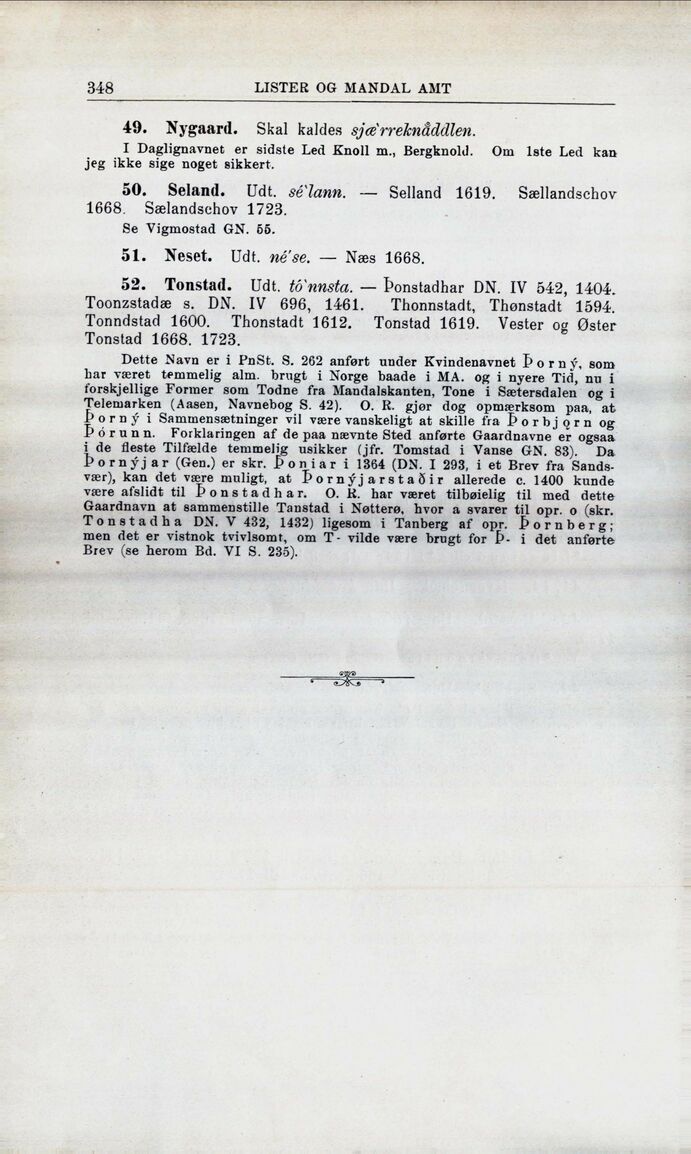 348 LISTER OG MANDAL AMT
49. Nygaard. Skal kaldes sjæ̀rreknåddlen.
I Daglignavnet er sidste Led Knoll m., Bergknold. Om 1ste Led kan
jeg ikke sige noget sikkert.
50. Seland. Udt. sé`lann. — Selland 1619. Sællandschov
1668. Sælandschov 1723.
Se Vigmostad GN. 55.
51. Neset. Udt. né'se. — Næs 1668.
52. Tonstad. Udt. tò`nnsta. — Þonstadhar DN. IV 542, 1404.
Toonzstadæ s. DN. IV 696, 1461. Thonnstadt, Thønstadt 1594.
Tonndstad 1600. Thonstadt 1612. Tonstad 1619. Vester og Øster
Tonstad 1668. 1723.
Dette Navn er i PnSt. S. 262 anført under Kvindenavnet Þorný, som
har været temmelig alm. brugt i Norge baade i MA. og i nyere Tid, nu i
forskjellige Former som Todne fra Mandalskanten, Tone i Sætersdalen og i
Telemarken (Aasen, Navnebog S. 42). O. R. gjør dog opmærksom paa, at
Þorný i Sammensætninger vil være vanskeligt at skille fra Þorbjǫrn og
Þórunn. Forklaringen af de paa nævnte Sted anførte Gaardnavne er ogsaa
i de fleste Tilfælde temmelig usikker (jfr. Tomstad i Vanse GN. 83). Da
Þornýjar (Gen.) er skr. Þoniar i 1364 (DN. I 293, i et Brev fra Sands-
vær), kan det være muligt, at Þornýjarstaðir allerede c. 1400 kunde
være afslidt til Þonstadhar. O. R. har været tilbøielig til med dette
Gaardnavn at sammenstille Tanstad i Nøtterø, hvor a svarer til opr. o (skr.
Tonstadha DN. V 432, 1432) ligesom i Tanberg af opr. Þornberg;
men det er vistnok tvivlsomt, om T- vilde være brugt for Þ- i det anførte
Brev (se herom Bd. VI S. 235).